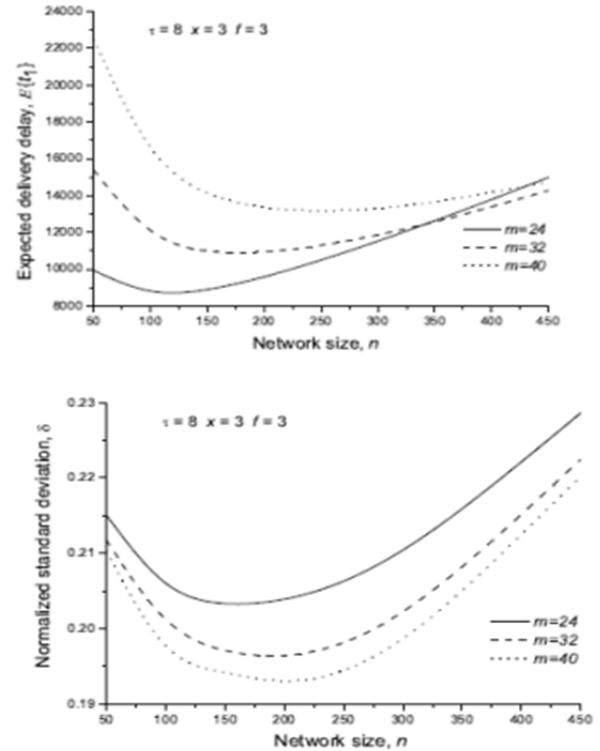 24000
22000
20000
18000
16000
14000
12000
10000
8000
Expected delivery delay, E{t₁}
τ = 8 x = 3 f = 3
m=24
m=32
m=40
50 100 150 200 250 300 350 400 450
Network size, n
0.23
0.22
0.21
0.20
0.19
Normalized standard deviation, δ
τ = 8 x = 3 f = 3
m=24
m=32
m=40
50 100 150 200 250 300 350 400 450
Network size, n